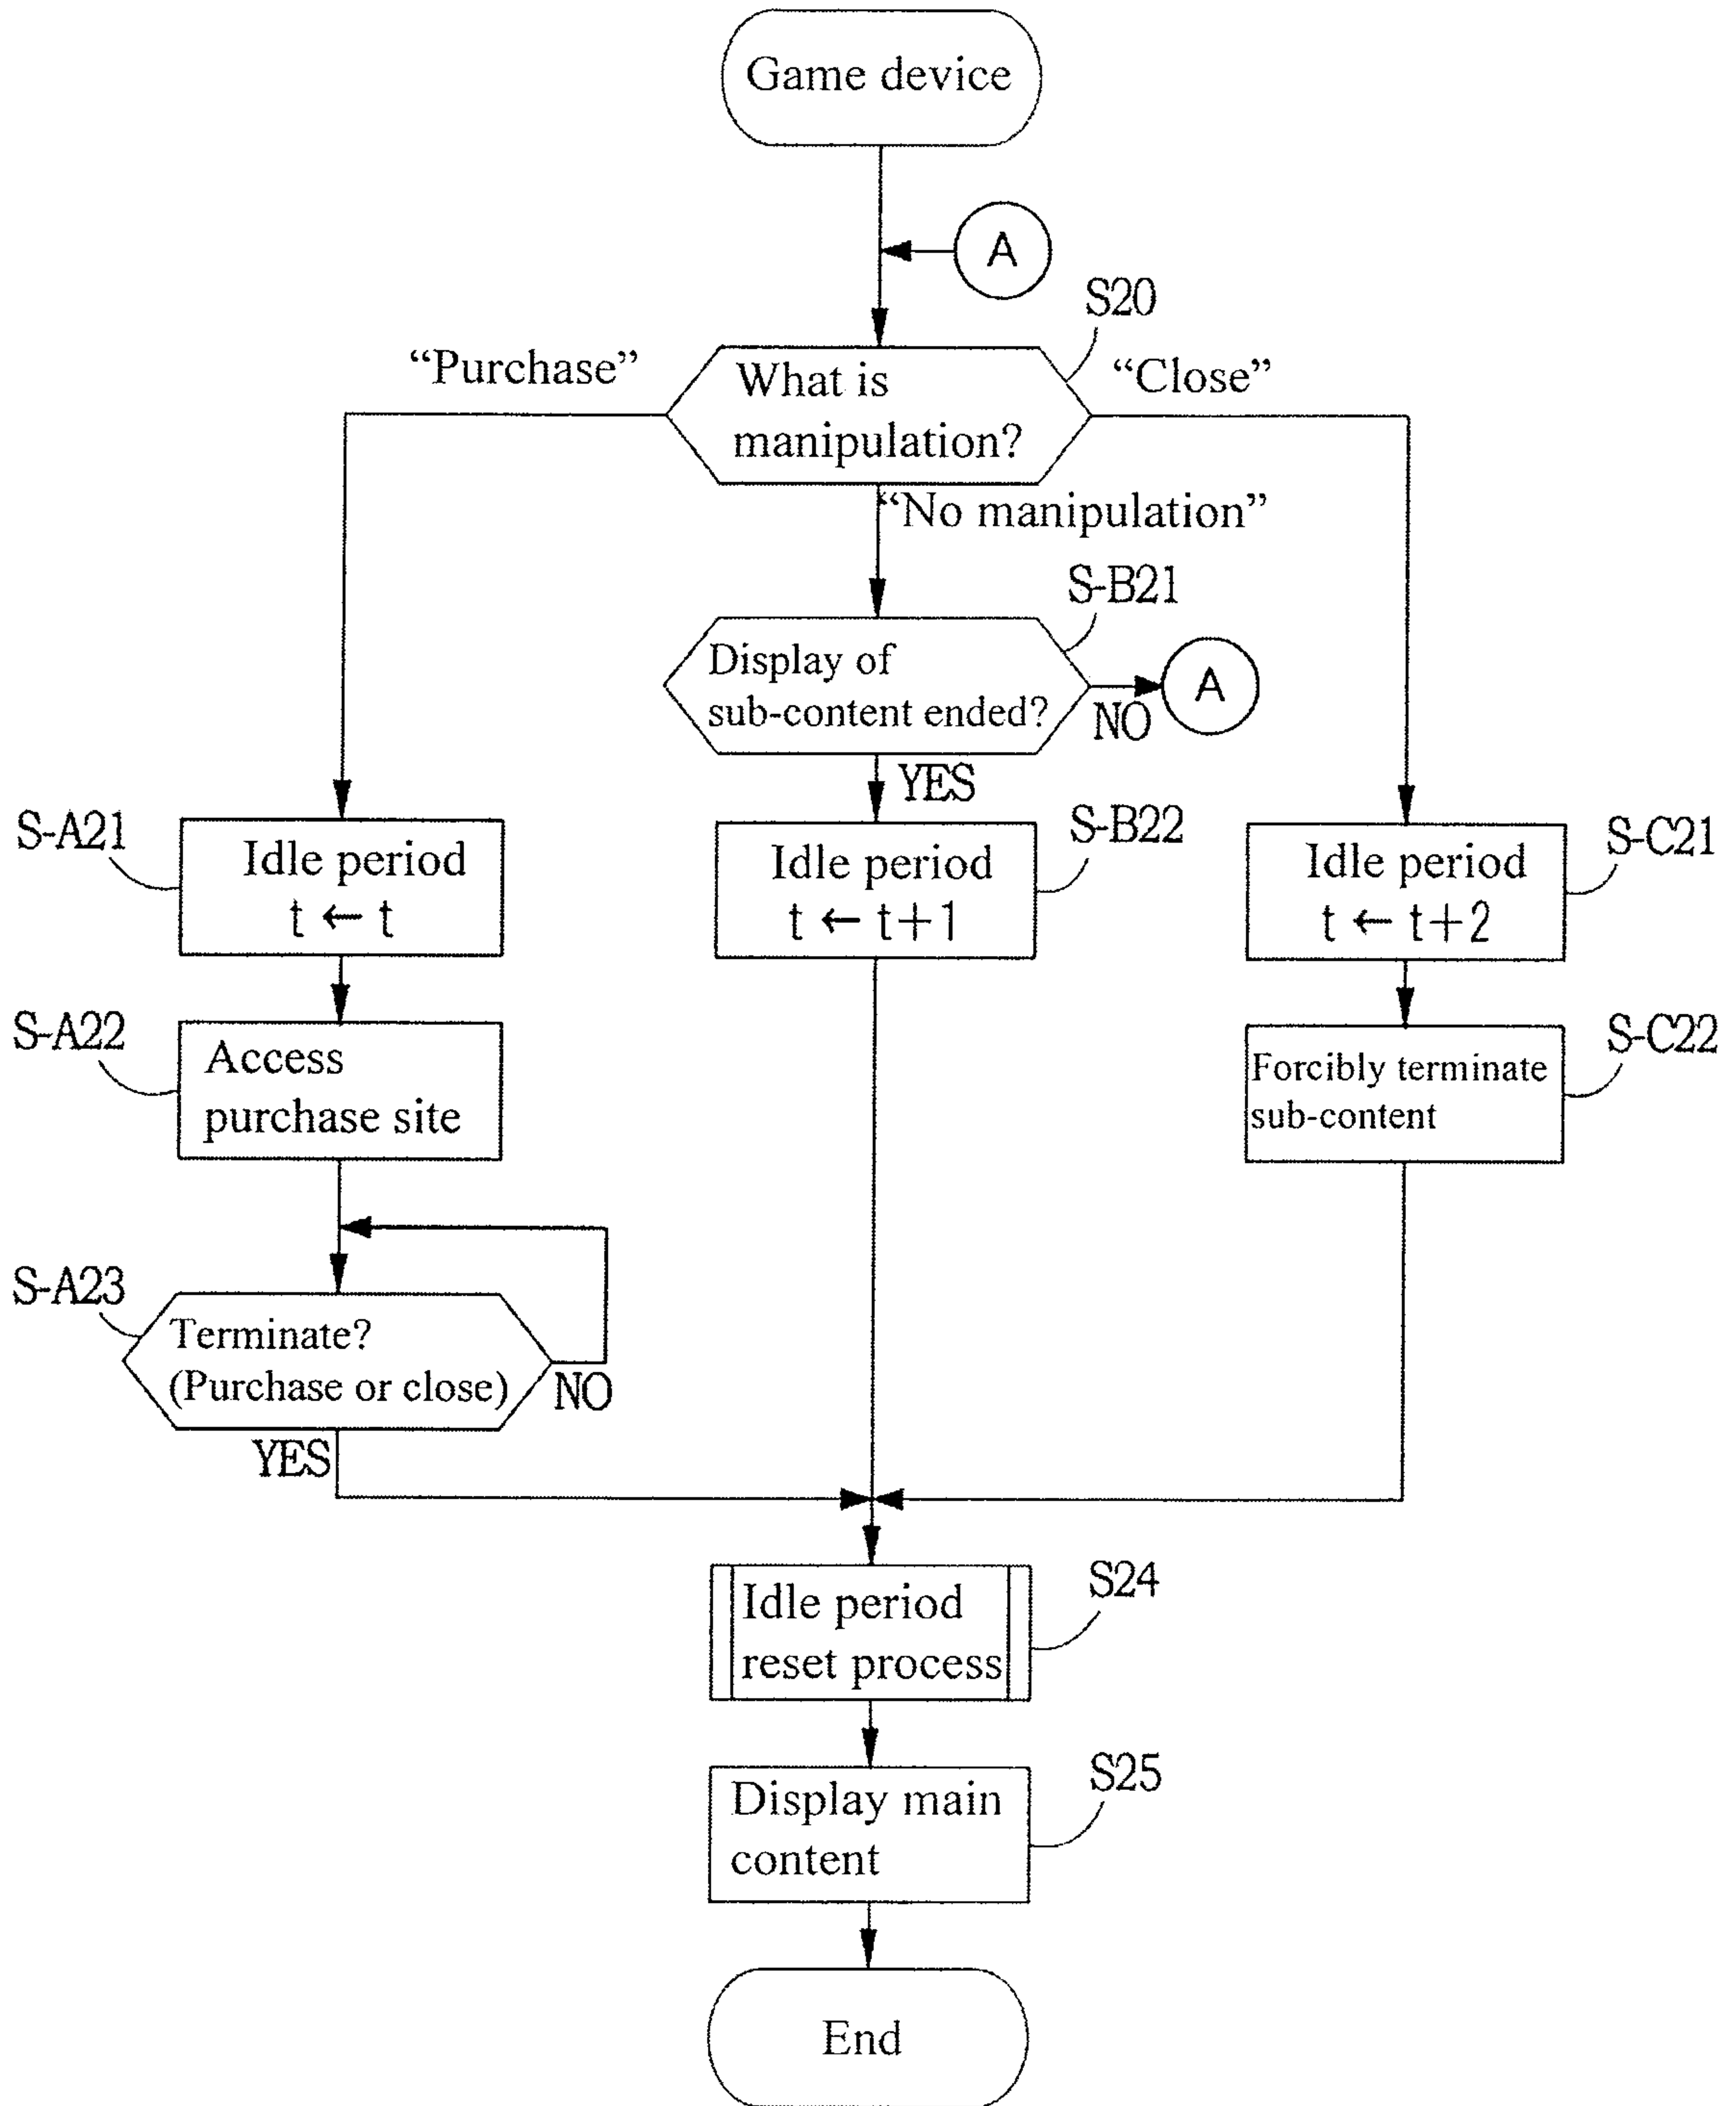 Game device
A
S20
“Purchase”
What is
manipulation?
“Close”
“No manipulation”
S-B21
Display of
sub-content ended?
NO
A
YES
S-A21
Idle period
t ← t
S-B22
Idle period
t ← t+1
S-C21
Idle period
t ← t+2
S-A22
Access
purchase site
S-C22
Forcibly terminate
sub-content
S-A23
Terminate?
(Purchase or close)
NO
YES
S24
Idle period
reset process
S25
Display main
content
End